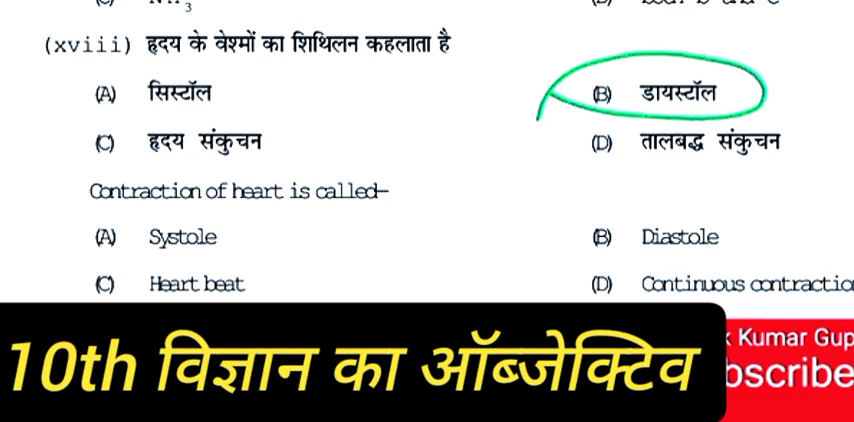 (xviii) हृदय के वेश्मों का शिथिलन कहलाता है
(A) सिस्टॉल (B) डायस्टॉल
(C) हृदय संकुचन (D) तालबद्ध संकुचन
Contraction of heart is called–
(A) Systole (B) Diastole
(C) Heart beat (D) Continuous contractio
10th विज्ञान का ऑब्जेक्टिव
Kumar Gup
bscribe